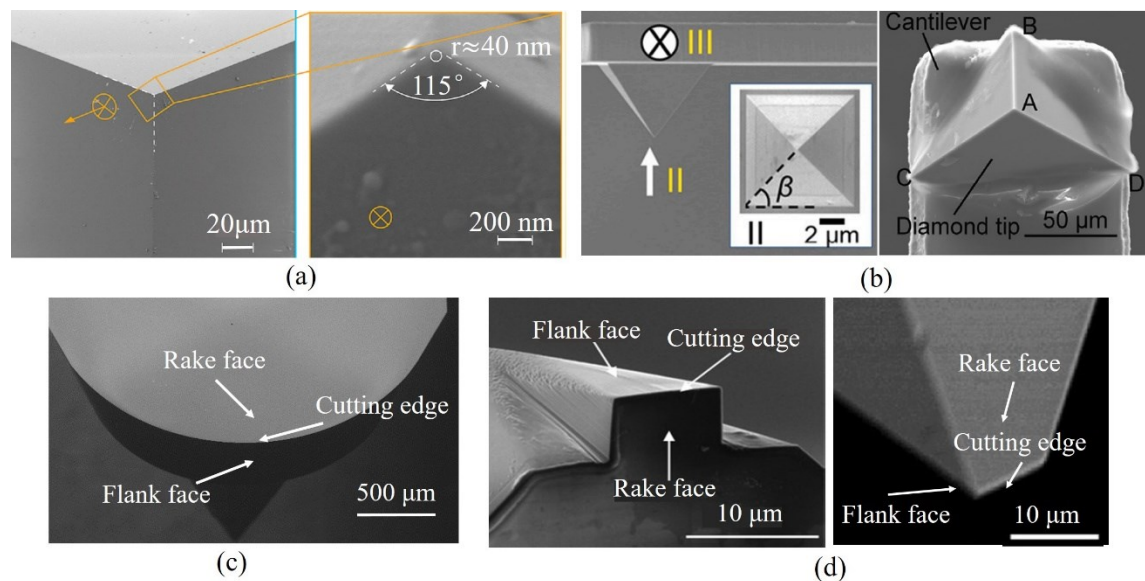 r≈40 nm
115°
20μm
200 nm
(a)
III
II
β
II
2 μm
Cantilever
B
A
C
D
Diamond tip
50 μm
(b)
Rake face
Cutting edge
Flank face
500 μm
(c)
Flank face
Cutting edge
Rake face
10 μm
Rake face
Cutting edge
Flank face
10 μm
(d)